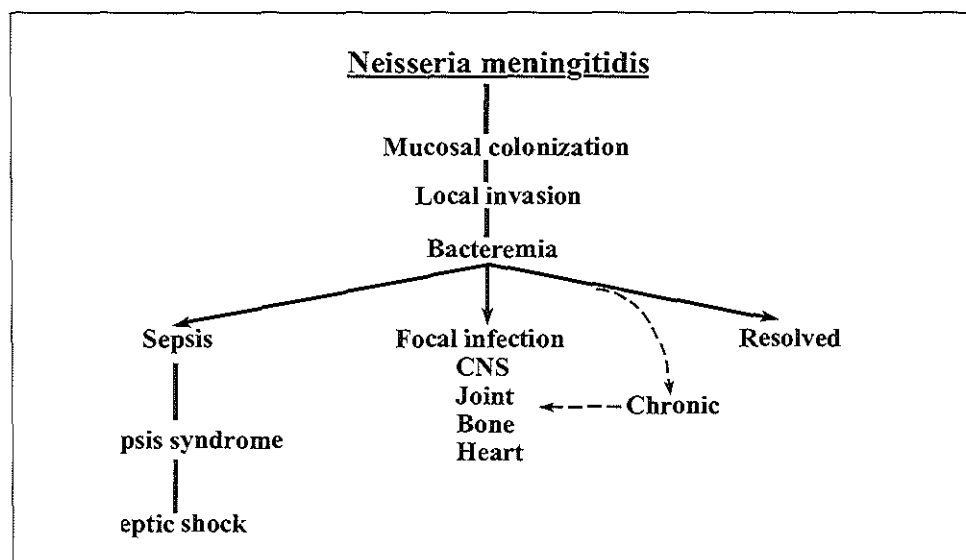 Neisseria meningitidis
Mucosal colonization
Local invasion
Bacteremia
Sepsis
Focal infection
Resolved
CNS
Joint
Chronic
Bone
psis syndrome
Heart
eptic shock